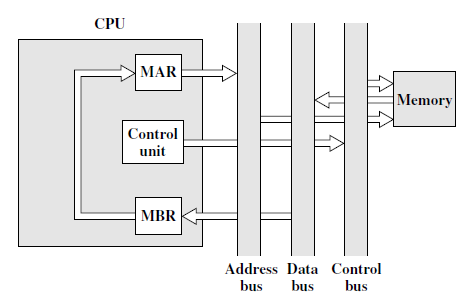 CPU
MAR
Memory
Control
unit
MBR
Address Data Control
bus bus bus